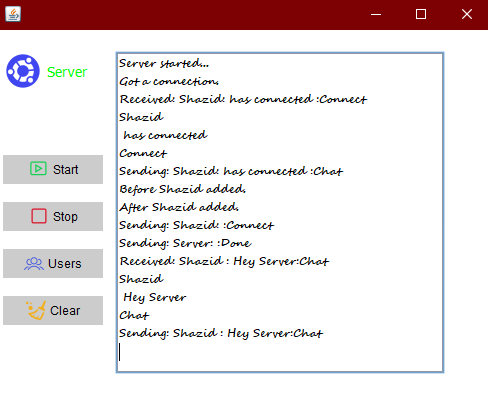 Server
Start
Stop
Users
Clear
Server started...
Got a connection.
Received: Shazid: has connected :Connect
Shazid
has connected
Connect
Sending: Shazid: has connected :Chat
Before Shazid added.
After Shazid added.
Sending: Shazid: :Connect
Sending: Server: :Done
Received: Shazid : Hey Server:Chat
Shazid
Hey Server
Chat
Sending: Shazid : Hey Server:Chat